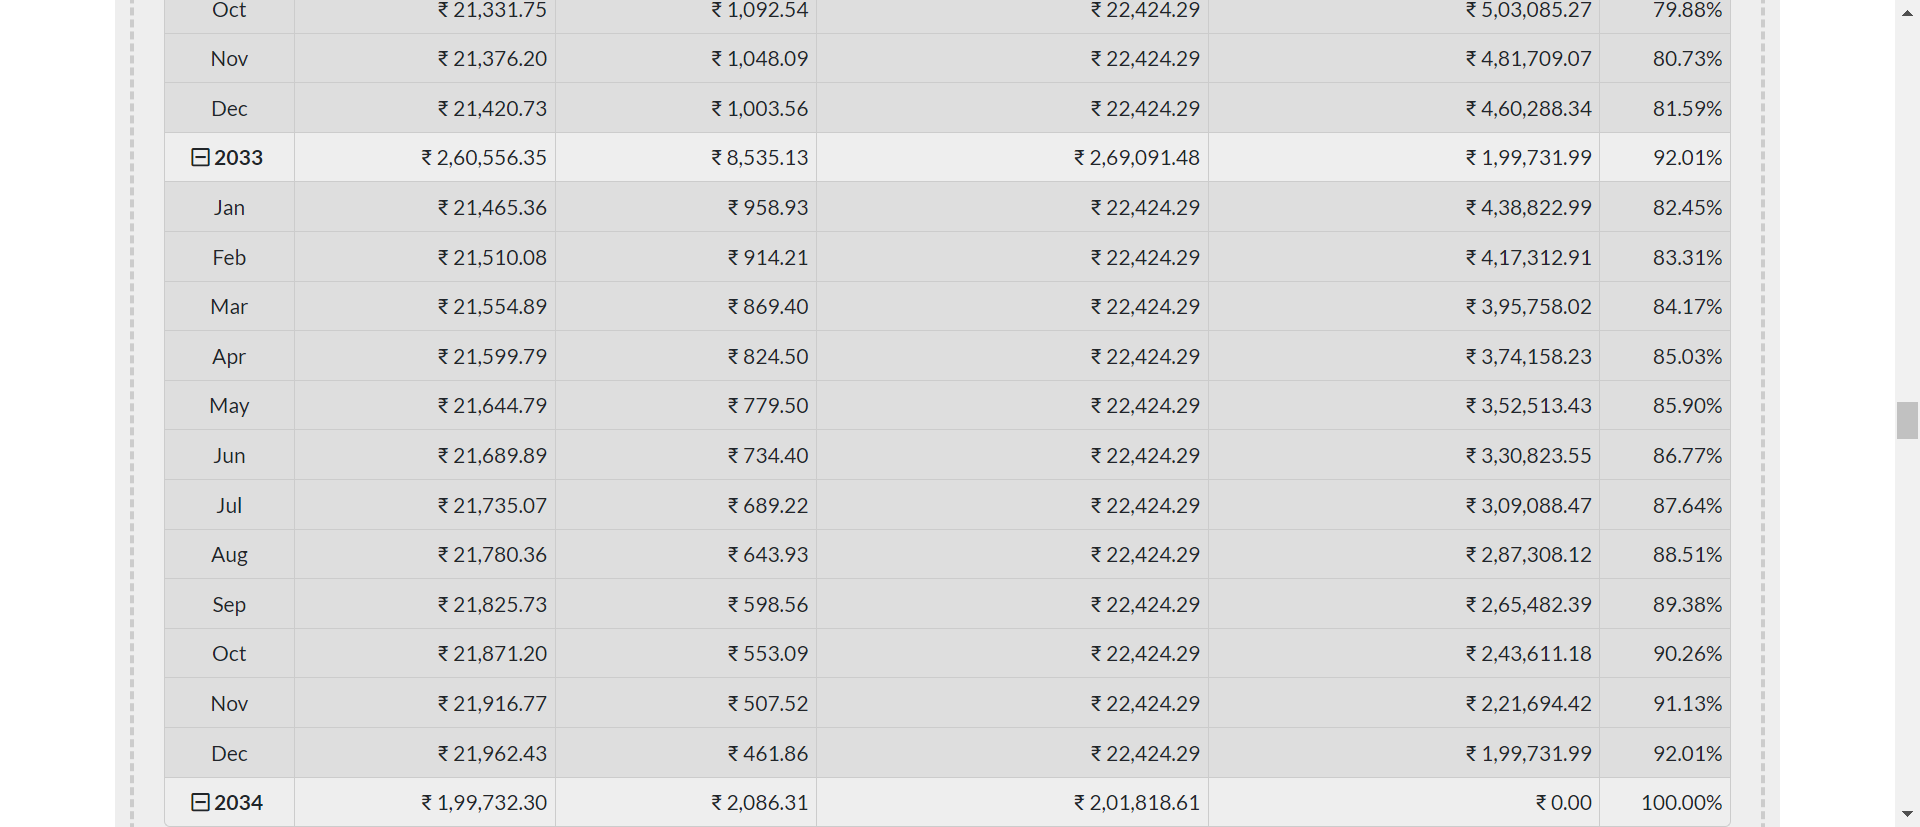 Oct ₹ 21,331.75 ₹ 1,092.54 ₹ 22,424.29 ₹ 5,03,085.27 79.88%
Nov ₹ 21,376.20 ₹ 1,048.09 ₹ 22,424.29 ₹ 4,81,709.07 80.73%
Dec ₹ 21,420.73 ₹ 1,003.56 ₹ 22,424.29 ₹ 4,60,288.34 81.59%
2033 ₹ 2,60,556.35 ₹ 8,535.13 ₹ 2,69,091.48 ₹ 1,99,731.99 92.01%
Jan ₹ 21,465.36 ₹ 958.93 ₹ 22,424.29 ₹ 4,38,822.99 82.45%
Feb ₹ 21,510.08 ₹ 914.21 ₹ 22,424.29 ₹ 4,17,312.91 83.31%
Mar ₹ 21,554.89 ₹ 869.40 ₹ 22,424.29 ₹ 3,95,758.02 84.17%
Apr ₹ 21,599.79 ₹ 824.50 ₹ 22,424.29 ₹ 3,74,158.23 85.03%
May ₹ 21,644.79 ₹ 779.50 ₹ 22,424.29 ₹ 3,52,513.43 85.90%
Jun ₹ 21,689.89 ₹ 734.40 ₹ 22,424.29 ₹ 3,30,823.55 86.77%
Jul ₹ 21,735.07 ₹ 689.22 ₹ 22,424.29 ₹ 3,09,088.47 87.64%
Aug ₹ 21,780.36 ₹ 643.93 ₹ 22,424.29 ₹ 2,87,308.12 88.51%
Sep ₹ 21,825.73 ₹ 598.56 ₹ 22,424.29 ₹ 2,65,482.39 89.38%
Oct ₹ 21,871.20 ₹ 553.09 ₹ 22,424.29 ₹ 2,43,611.18 90.26%
Nov ₹ 21,916.77 ₹ 507.52 ₹ 22,424.29 ₹ 2,21,694.42 91.13%
Dec ₹ 21,962.43 ₹ 461.86 ₹ 22,424.29 ₹ 1,99,731.99 92.01%
2034 ₹ 1,99,732.30 ₹ 2,086.31 ₹ 2,01,818.61 ₹ 0.00 100.00%